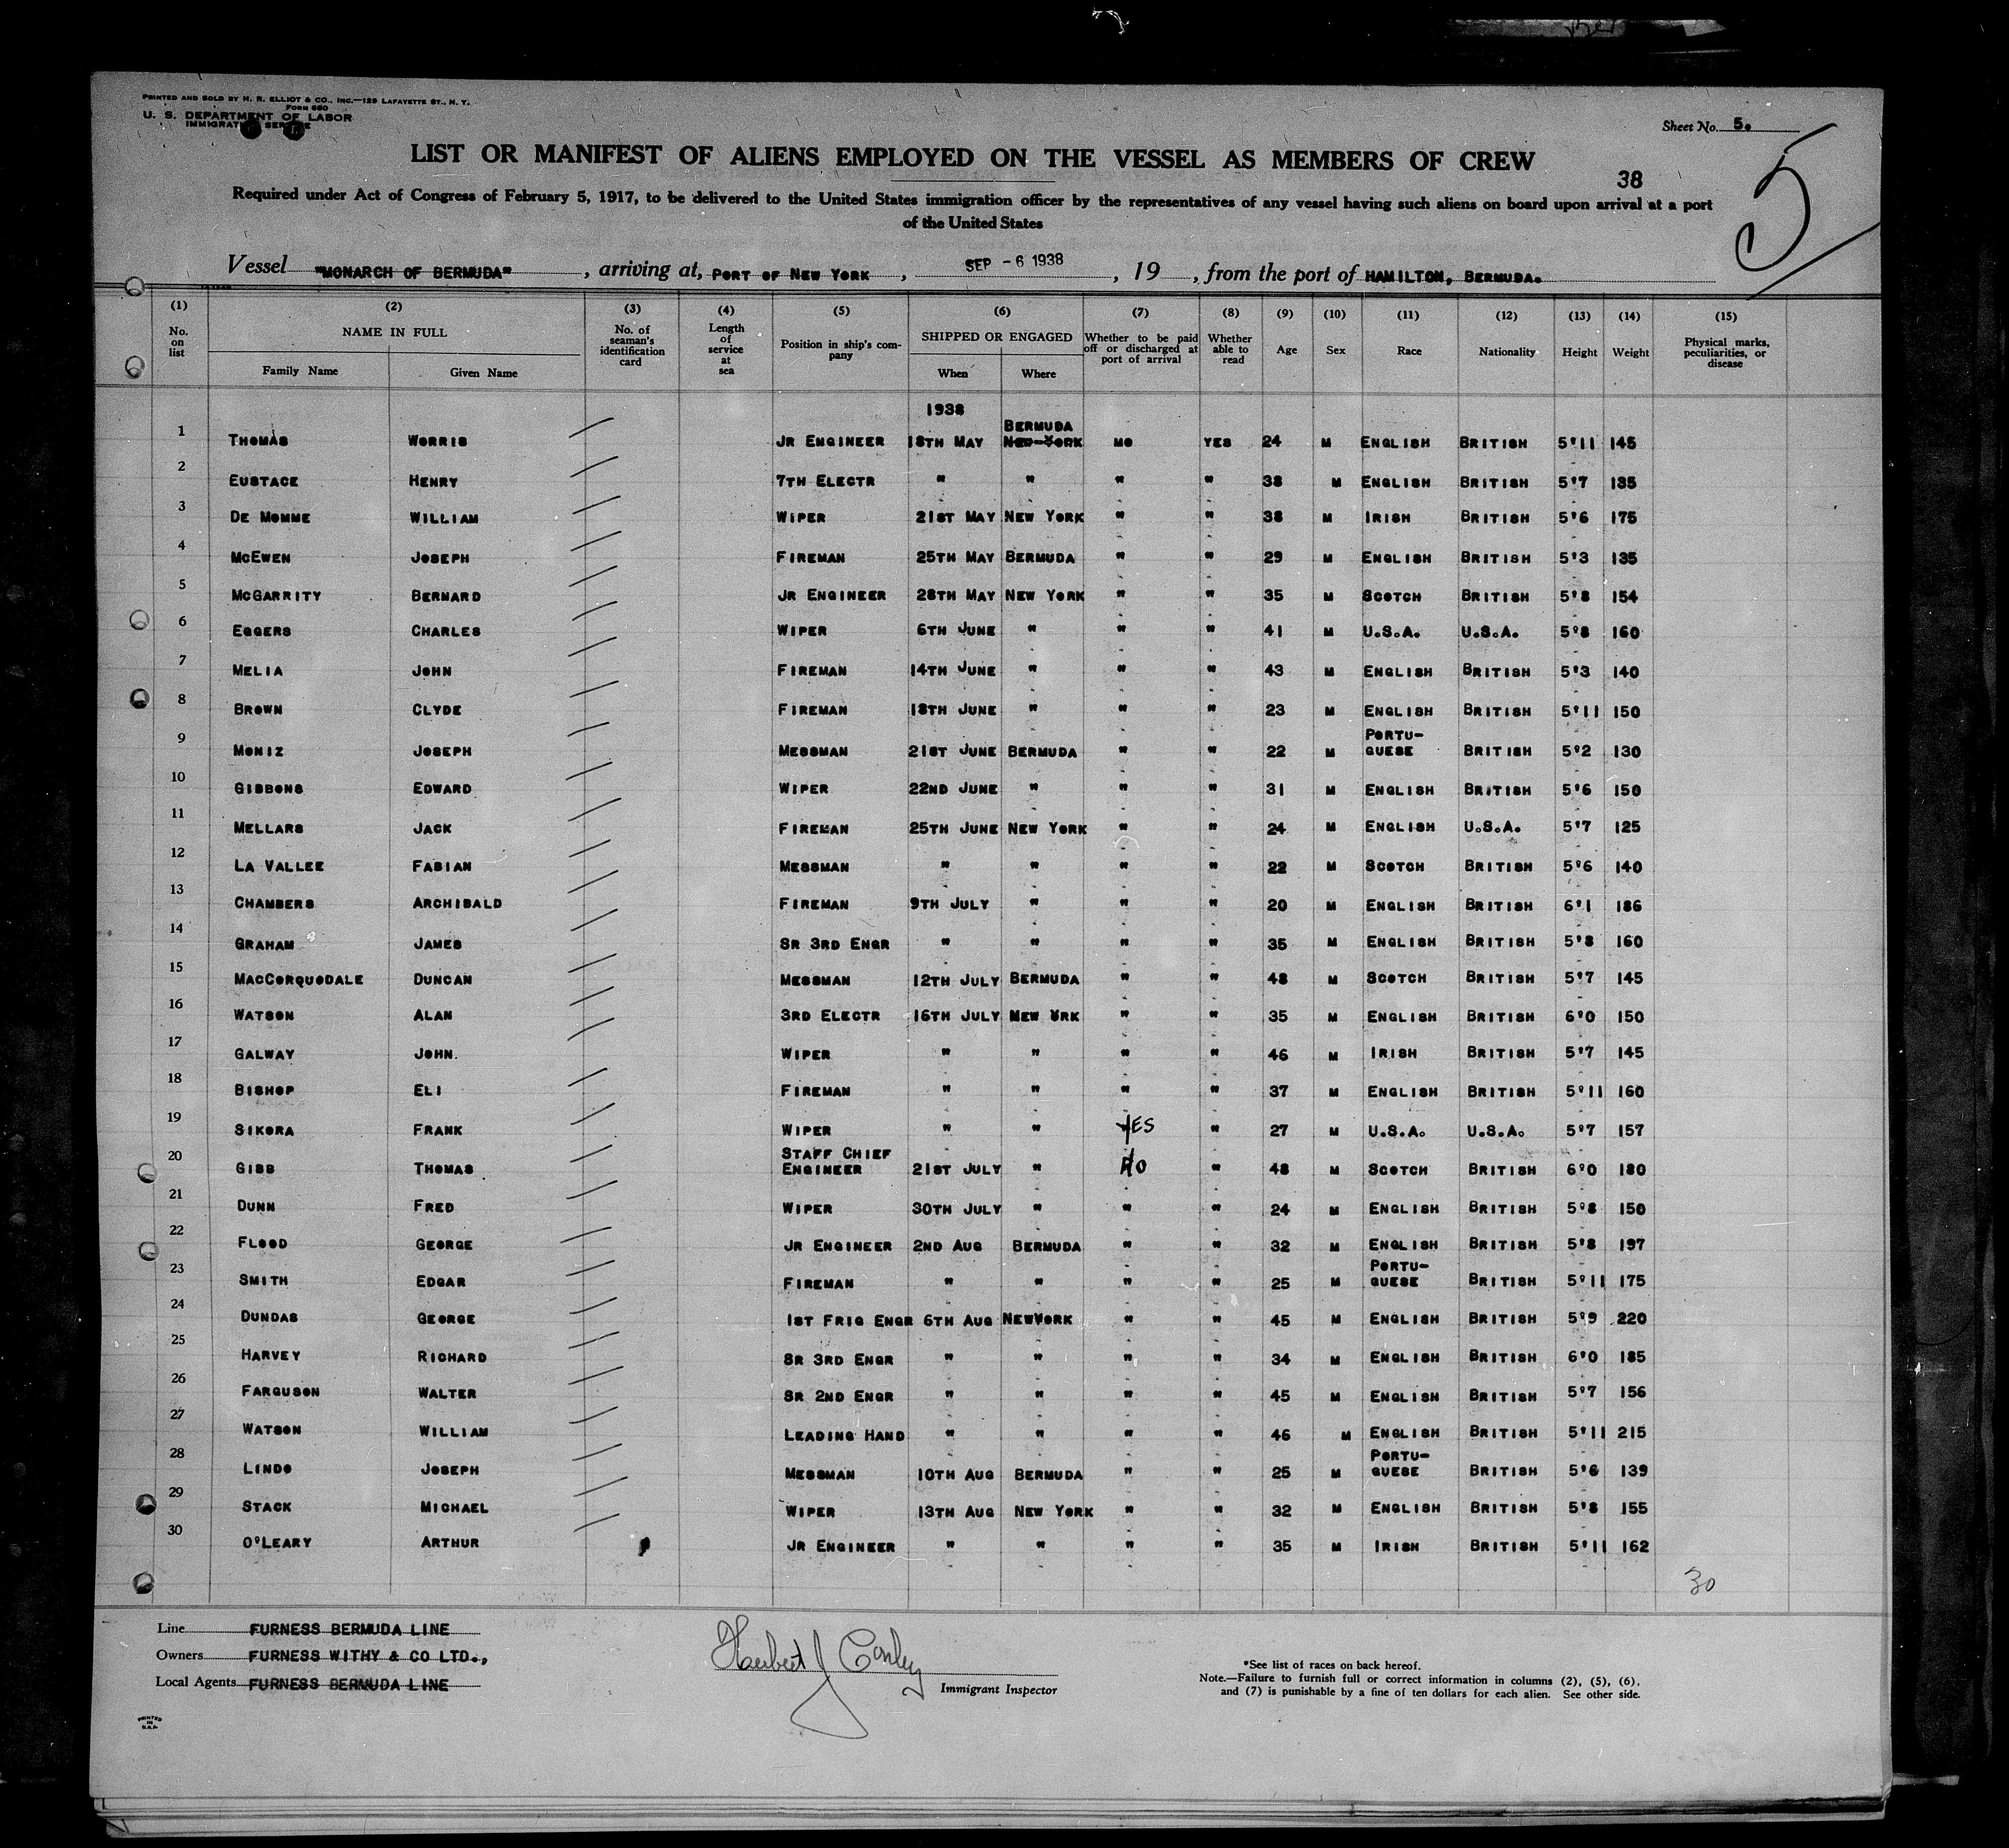 PRINTED AND SOLD BY H. R. ELLIOT & CO., INC.—129 LAFAYETTE ST., N. Y.
FORM 680
U. S. DEPARTMENT OF LABOR
IMMIGRATION SERVICE
Sheet No. 5.
5
LIST OR MANIFEST OF ALIENS EMPLOYED ON THE VESSEL AS MEMBERS OF CREW
38
Required under Act of Congress of February 5, 1917, to be delivered to the United States immigration officer by the representatives of any vessel having such aliens on board upon arrival at a port
of the United States
Vessel "MONARCH OF BERMUDA", arriving at, PORT OF NEW YORK, SEP - 6 1938, 19, from the port of HAMILTON, BERMUDA.
(1) (2) (3) (4) (5) (6) (7) (8) (9) (10) (11) (12) (13) (14) (15)
No. on list NAME IN FULL Family Name Given Name No. of seaman's identification card Length of service at sea Position in ship's company SHIPPED OR ENGAGED When Where Whether to be paid off or discharged at port of arrival Whether able to read Age Sex Race Nationality Height Weight Physical marks, peculiarities, or disease
1938
BERMUDA
1 THOMAS WORRIS JR ENGINEER 18TH MAY NEW YORK NO YES 24 M ENGLISH BRITISH 5'11 145
2 EUSTACE HENRY 7TH ELECTR " " " " 38 M ENGLISH BRITISH 5'7 135
3 DE MOMME WILLIAM WIPER 21ST MAY NEW YORK " " 38 M IRISH BRITISH 5'6 175
4 MCEWEN JOSEPH FIREMAN 25TH MAY BERMUDA " " 29 M ENGLISH BRITISH 5'3 135
5 MCGARRITY BERNARD JR ENGINEER 28TH MAY NEW YORK " " 35 M SCOTCH BRITISH 5'8 154
6 EGGERS CHARLES WIPER 6TH JUNE " " " 41 M U.S.A. U.S.A. 5'8 160
7 MELIA JOHN FIREMAN 14TH JUNE " " " 43 M ENGLISH BRITISH 5'3 140
8 BROWN CLYDE FIREMAN 18TH JUNE " " " 23 M ENGLISH BRITISH 5'11 150
9 MONIZ JOSEPH MESSMAN 21ST JUNE BERMUDA " " 22 M PORTU-GUESE BRITISH 5'2 130
10 GIBBONS EDWARD WIPER 22ND JUNE " " " 31 M ENGLISH BRITISH 5'6 150
11 MELLARS JACK FIREMAN 25TH JUNE NEW YORK " " 24 M ENGLISH U.S.A. 5'7 125
12 LA VALLEE FABIAN MESSMAN " " " " 22 M SCOTCH BRITISH 5'6 140
13 CHAMBERS ARCHIBALD FIREMAN 9TH JULY " " " 20 M ENGLISH BRITISH 6'1 186
14 GRAHAM JAMES SR 3RD ENGR " " " " 35 M ENGLISH BRITISH 5'8 160
15 MACCORQUODALE DUNCAN MESSMAN 12TH JULY BERMUDA " " 48 M SCOTCH BRITISH 5'7 145
16 WATSON ALAN 3RD ELECTR 16TH JULY NEW YRK " " 35 M ENGLISH BRITISH 6'0 150
17 GALWAY JOHN. WIPER " " " " 46 M IRISH BRITISH 5'7 145
18 BISHOP ELI FIREMAN " " " " 37 M ENGLISH BRITISH 5'11 160
19 SIKORA FRANK WIPER " " YES " 27 M U.S.A. U.S.A. 5'7 157
20 GIBB THOMAS STAFF CHIEF ENGINEER 21ST JULY " NO " 48 M SCOTCH BRITISH 6'0 180
21 DUNN FRED WIPER 30TH JULY " " " 24 M ENGLISH BRITISH 5'8 150
22 FLOOD GEORGE JR ENGINEER 2ND AUG BERMUDA " " 32 M ENGLISH BRITISH 5'8 197
23 SMITH EDGAR FIREMAN " " " " 25 M PORTU-GUESE BRITISH 5'11 175
24 DUNDAS GEORGE 1ST FRIG ENGR 6TH AUG NEWYORK " " 45 M ENGLISH BRITISH 5'9 220
25 HARVEY RICHARD SR 3RD ENGR " " " " 34 M ENGLISH BRITISH 6'0 185
26 FARGUSON WALTER SR 2ND ENGR " " " " 45 M ENGLISH BRITISH 5'7 156
27 WATSON WILLIAM LEADING HAND " " " " 46 M ENGLISH BRITISH 5'11 215
28 LINDO JOSEPH MESSMAN 10TH AUG BERMUDA " " 25 M PORTU-GUESE BRITISH 5'6 139
29 STACK MICHAEL WIPER 13TH AUG NEW YORK " " 32 M ENGLISH BRITISH 5'8 155
30 O'LEARY ARTHUR JR ENGINEER " " " " 35 M IRISH BRITISH 5'11 162
30
Line FURNESS BERMUDA LINE
Owners FURNESS WITHY & CO LTD.,
Local Agents FURNESS BERMUDA LINE
Herbert J Conley
Immigrant Inspector
*See list of races on back hereof.
Note.—Failure to furnish full or correct information in columns (2), (5), (6), and (7) is punishable by a fine of ten dollars for each alien. See other side.
PRINTED
IN
U.S.A.